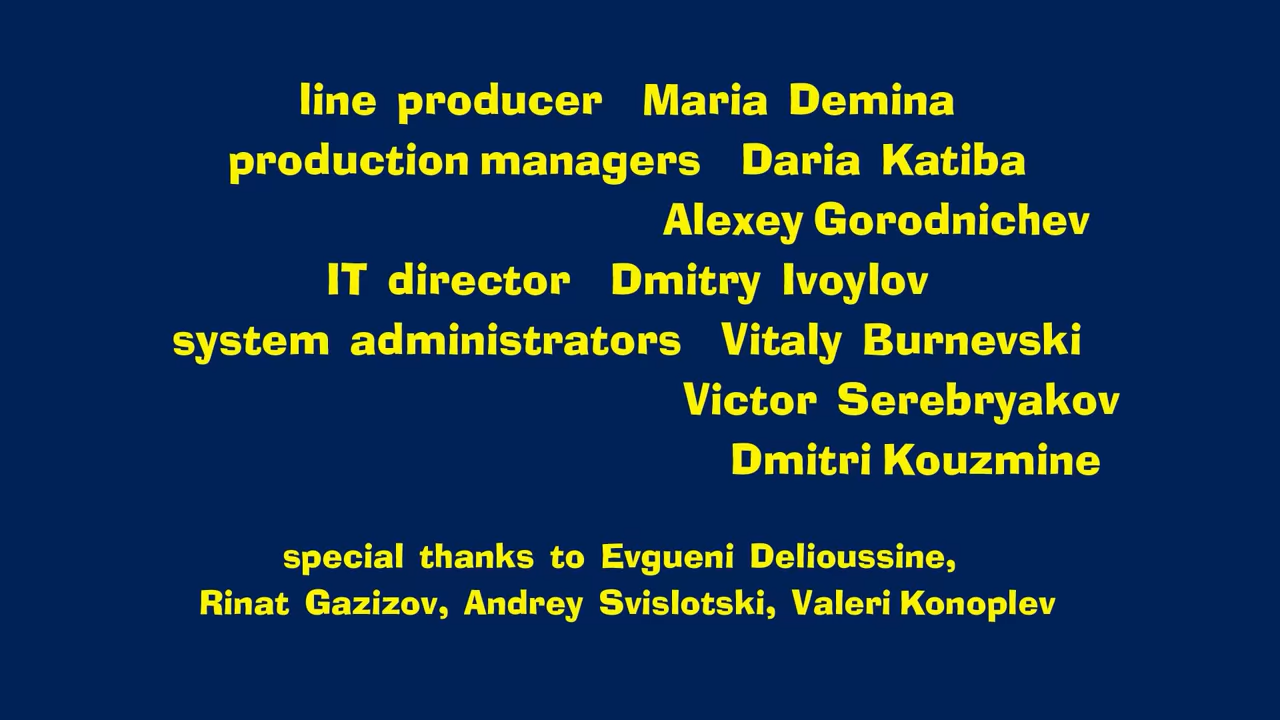 line producer Maria Demina
production managers Daria Katiba
Alexey Gorodnichev
IT director Dmitry Ivoylov
system administrators Vitaly Burnevski
Victor Serebryakov
Dmitri Kouzmine
special thanks to Evgueni Delioussine,
Rinat Gazizov, Andrey Svislotski, Valeri Konoplev